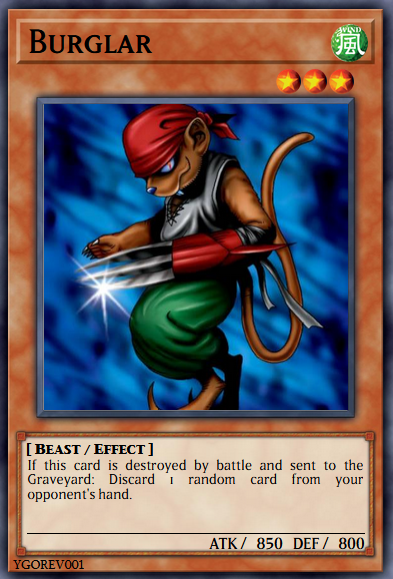 BURGLAR
WIND
風
[ BEAST / EFFECT ]
If this card is destroyed by battle and sent to the
Graveyard: Discard 1 random card from your
opponent's hand.
ATK / 850 DEF / 800
YGOREV001